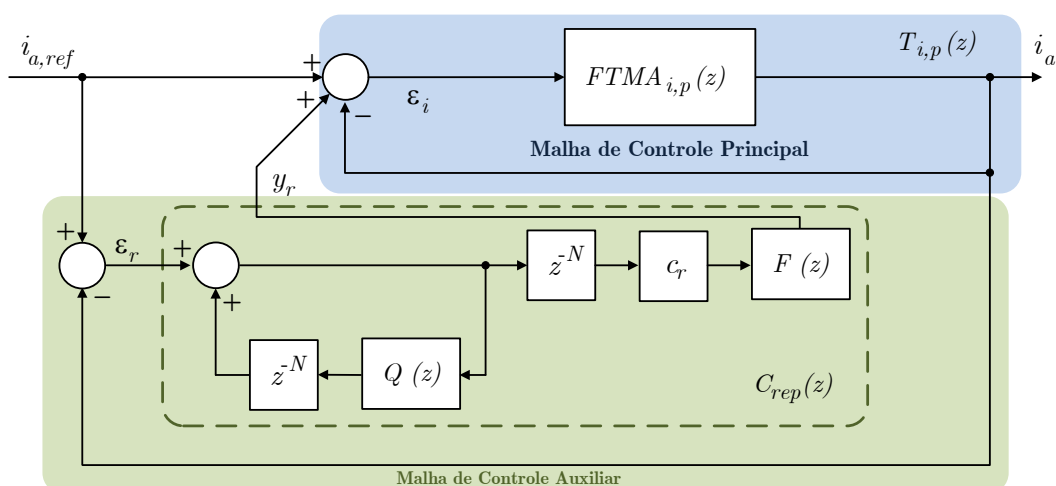 i_{a,ref}
T_{i,p}(z)
i_a
+
+
−
ε_i
FTMA_{i,p}(z)
Malha de Controle Principal
y_r
+
−
ε_r
+
+
z^{-N}
c_r
F (z)
z^{-N}
Q (z)
C_{rep}(z)
Malha de Controle Auxiliar